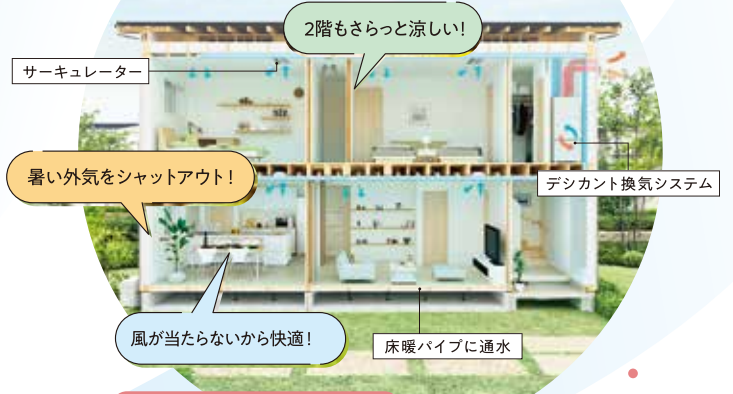 2階もさらっと涼しい!
サーキュレーター
暑い外気をシャットアウト!
デシカント換気システム
風が当たらないから快適!
床暖パイプに通水